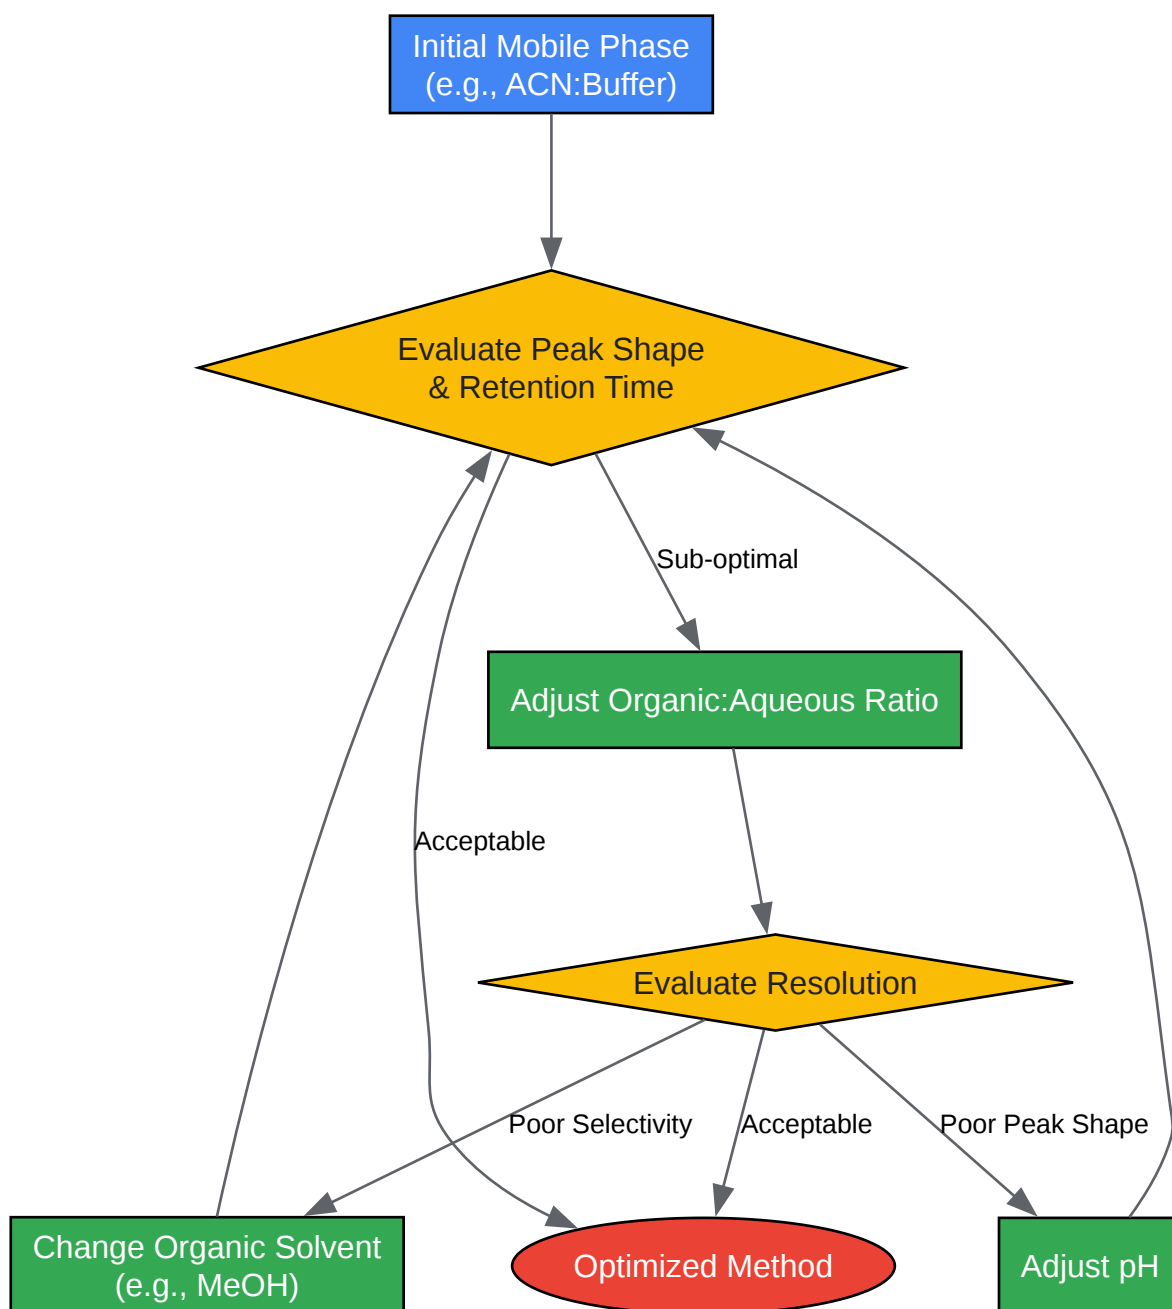 Initial Mobile Phase
(e.g., ACN:Buffer)
Evaluate Peak Shape
& Retention Time
Sub-optimal
Adjust Organic:Aqueous Ratio
Acceptable
Evaluate Resolution
Poor Selectivity
Acceptable
Poor Peak Shape
Change Organic Solvent
(e.g., MeOH)
Optimized Method
Adjust pH